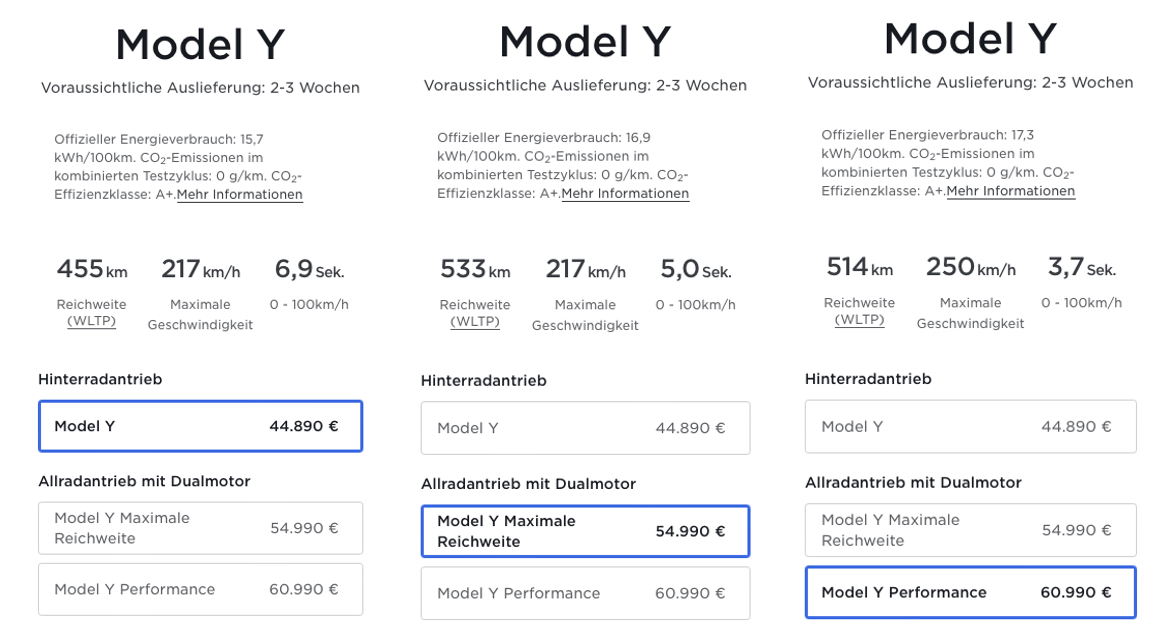 Model Y
Voraussichtliche Auslieferung: 2-3 Wochen
Offizieller Energieverbrauch: 15,7
kWh/100km. CO₂-Emissionen im
kombinierten Testzyklus: 0 g/km. CO₂-
Effizienzklasse: A+.Mehr Informationen
455 km 217 km/h 6,9 Sek.
Reichweite Maximale 0 - 100km/h
(WLTP) Geschwindigkeit
Hinterradantrieb
Model Y 44.890 €
Allradantrieb mit Dualmotor
Model Y Maximale
Reichweite 54.990 €
Model Y Performance 60.990 €
Model Y
Voraussichtliche Auslieferung: 2-3 Wochen
Offizieller Energieverbrauch: 16,9
kWh/100km. CO₂-Emissionen im
kombinierten Testzyklus: 0 g/km. CO₂-
Effizienzklasse: A+.Mehr Informationen
533 km 217 km/h 5,0 Sek.
Reichweite Maximale 0 - 100km/h
(WLTP) Geschwindigkeit
Hinterradantrieb
Model Y 44.890 €
Allradantrieb mit Dualmotor
Model Y Maximale
Reichweite 54.990 €
Model Y Performance 60.990 €
Model Y
Voraussichtliche Auslieferung: 2-3 Wochen
Offizieller Energieverbrauch: 17,3
kWh/100km. CO₂-Emissionen im
kombinierten Testzyklus: 0 g/km. CO₂-
Effizienzklasse: A+.Mehr Informationen
514 km 250 km/h 3,7 Sek.
Reichweite Maximale 0 - 100km/h
(WLTP) Geschwindigkeit
Hinterradantrieb
Model Y 44.890 €
Allradantrieb mit Dualmotor
Model Y Maximale
Reichweite 54.990 €
Model Y Performance 60.990 €